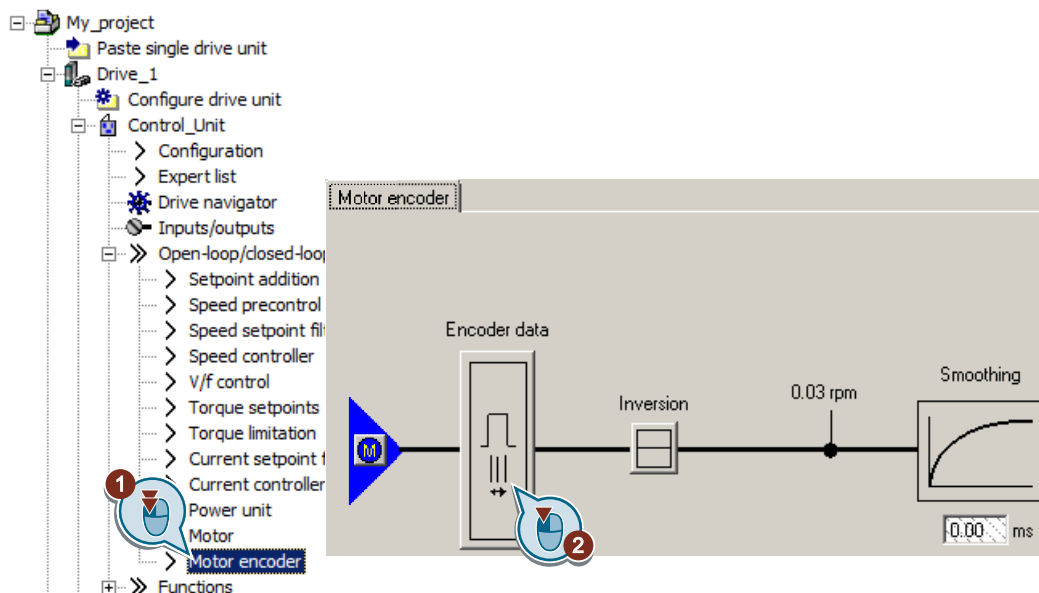 My_project
Paste single drive unit
Drive_1
Configure drive unit
Control_Unit
Configuration
Expert list
Drive navigator
Inputs/outputs
Open-loop/closed-loop
Setpoint addition
Speed precontrol
Speed setpoint fil
Speed controller
V/f control
Torque setpoints
Torque limitation
Current setpoint f
Current controller
Power unit
Motor
Motor encoder
Functions
1
Motor encoder
Encoder data
Inversion
0.03 rpm
Smoothing
M
0.00 ms
2